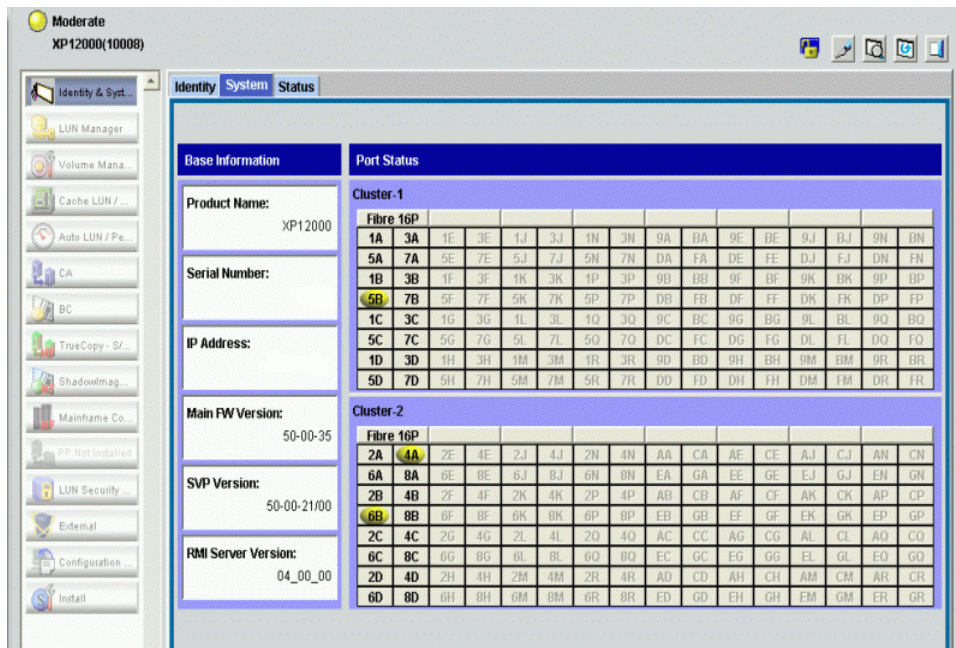 Moderate
XP12000(10008)
Identity & Syst...
LUN Manager
Volume Mana...
Cache LUN / ...
Auto LUN / Pe...
CA
BC
TrueCopy - S/...
ShadowImag...
Mainframe Co...
PP Not Installed
LUN Security ...
External
Configuration ...
Install
Identity System Status
Base Information
Product Name:
XP12000
Serial Number:
IP Address:
Main FW Version:
50-00-35
SVP Version:
50-00-21/00
RMI Server Version:
04_00_00
Port Status
Cluster-1
Fibre 16P
1A 3A 1E 3E 1J 3J 1N 3N 9A BA 9E BE 9J BJ 9N BN
5A 7A 5E 7E 5J 7J 5N 7N DA FA DE FE DJ FJ DN FN
1B 3B 1F 3F 1K 3K 1P 3P 9B BB 9F BF 9K BK 9P BP
5B 7B 5F 7F 5K 7K 5P 7P DB FB DF FF DK FK DP FP
1C 3C 1G 3G 1L 3L 1Q 3Q 9C BC 9G BG 9L BL 9Q BQ
5C 7C 5G 7G 5L 7L 5Q 7Q DC FC DG FG DL FL DQ FQ
1D 3D 1H 3H 1M 3M 1R 3R 9D BD 9H BH 9M BM 9R BR
5D 7D 5H 7H 5M 7M 5R 7R DD FD DH FH DM FM DR FR
Cluster-2
Fibre 16P
2A 4A 2E 4E 2J 4J 2N 4N AA CA AE CE AJ CJ AN CN
6A 8A 6E 8E 6J 8J 6N 8N EA GA EE GE EJ GJ EN GN
2B 4B 2F 4F 2K 4K 2P 4P AB CB AF CF AK CK AP CP
6B 8B 6F 8F 6K 8K 6P 8P EB GB EF GF EK GK EP GP
2C 4C 2G 4G 2L 4L 2Q 4Q AC CC AG CG AL CL AQ CQ
6C 8C 6G 8G 6L 8L 6Q 8Q EC GC EG GG EL GL EQ GQ
2D 4D 2H 4H 2M 4M 2R 4R AD CD AH CH AM CM AR CR
6D 8D 6H 8H 6M 8M 6R 8R ED GD EH GH EM GM ER GR